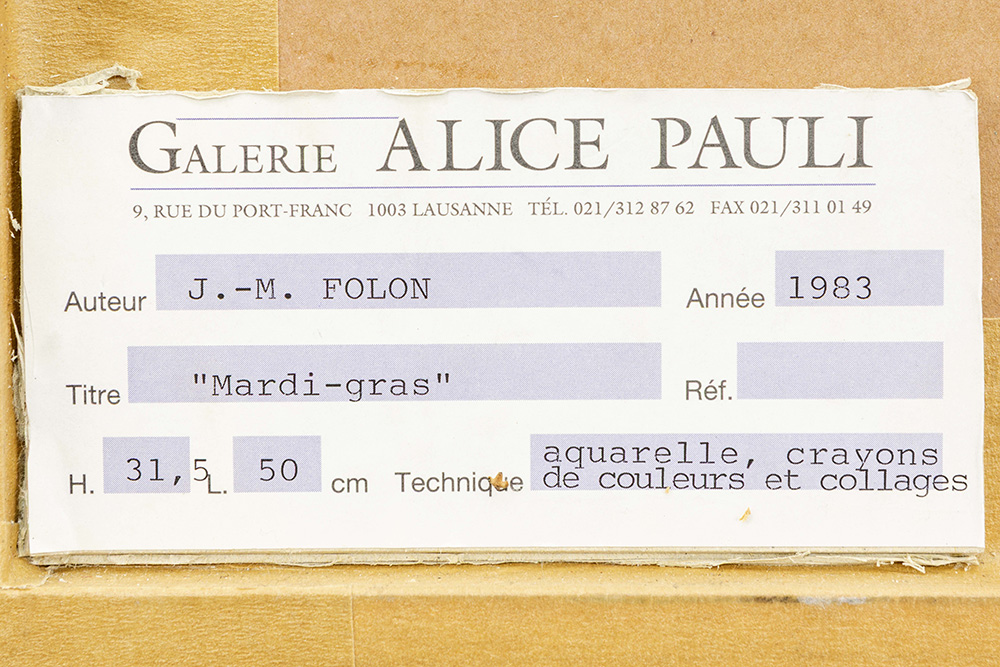 GALERIE ALICE PAULI
9, RUE DU PORT-FRANC 1003 LAUSANNE TÉL. 021/312 87 62 FAX 021/311 01 49
Auteur J.-M. FOLON Année 1983
Titre "Mardi-gras" Réf.
H. 31,5 L. 50 cm Technique aquarelle, crayons
de couleurs et collages